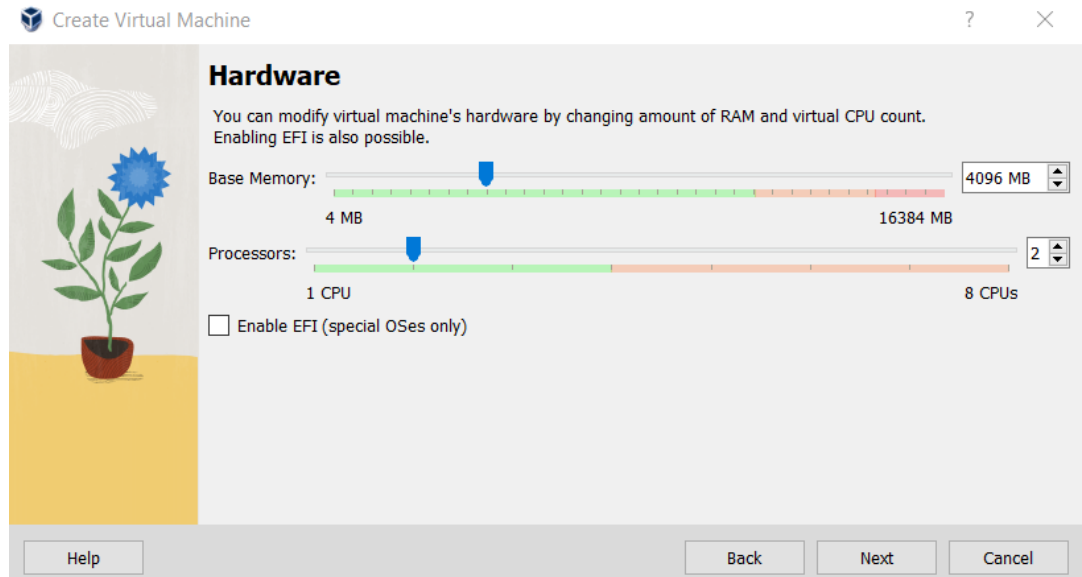 Create Virtual Machine
?
Hardware
You can modify virtual machine's hardware by changing amount of RAM and virtual CPU count.
Enabling EFI is also possible.
Base Memory:
4096 MB
4 MB
16384 MB
Processors:
2
1 CPU
8 CPUs
Enable EFI (special OSes only)
Help
Back
Next
Cancel